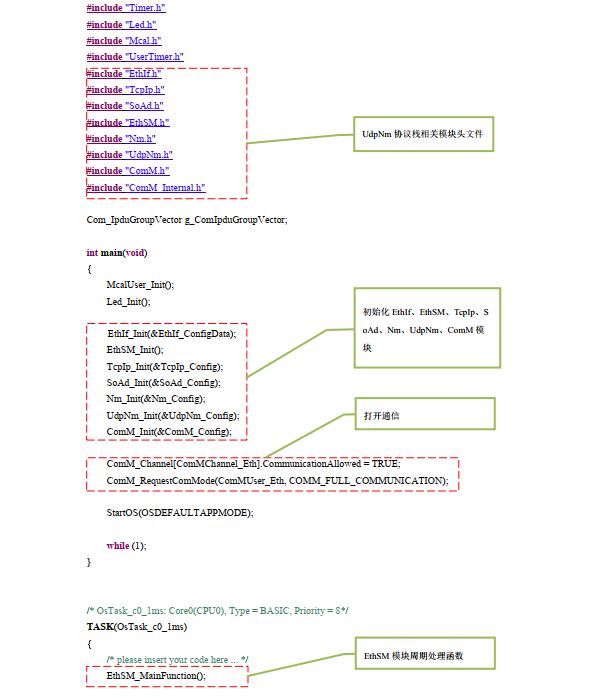 #include "Timer.h"
#include "Led.h"
#include "Mcal.h"
#include "UserTimer.h"
#include "EthIf.h"
#include "TcpIp.h"
#include "SoAd.h"
#include "EthSM.h"
#include "Nm.h"
#include "UdpNm.h"
#include "ComM.h"
#include "ComM_Internal.h"
UdpNm 协议栈相关模块头文件
Com_IpduGroupVector g_ComIpduGroupVector;
int main(void)
{
McalUser_Init();
Led_Init();
EthIf_Init(&EthIf_ConfigData);
EthSM_Init();
TcpIp_Init(&TcpIp_Config);
SoAd_Init(&SoAd_Config);
Nm_Init(&Nm_Config);
UdpNm_Init(&UdpNm_Config);
ComM_Init(&ComM_Config);
初始化 EthIf、EthSM、TcpIp、S
oAd、Nm、UdpNm、ComM 模
块
打开通信
ComM_Channel[ComMChannel_Eth].CommunicationAllowed = TRUE;
ComM_RequestComMode(ComMUser_Eth, COMM_FULL_COMMUNICATION);
StartOS(OSDEFAULTAPPMODE);
while (1);
}
/* OsTask_c0_1ms: Core0(CPU0), Type = BASIC, Priority = 8*/
TASK(OsTask_c0_1ms)
{
/* please insert your code here ... */
EthSM_MainFunction();
EthSM 模块周期处理函数